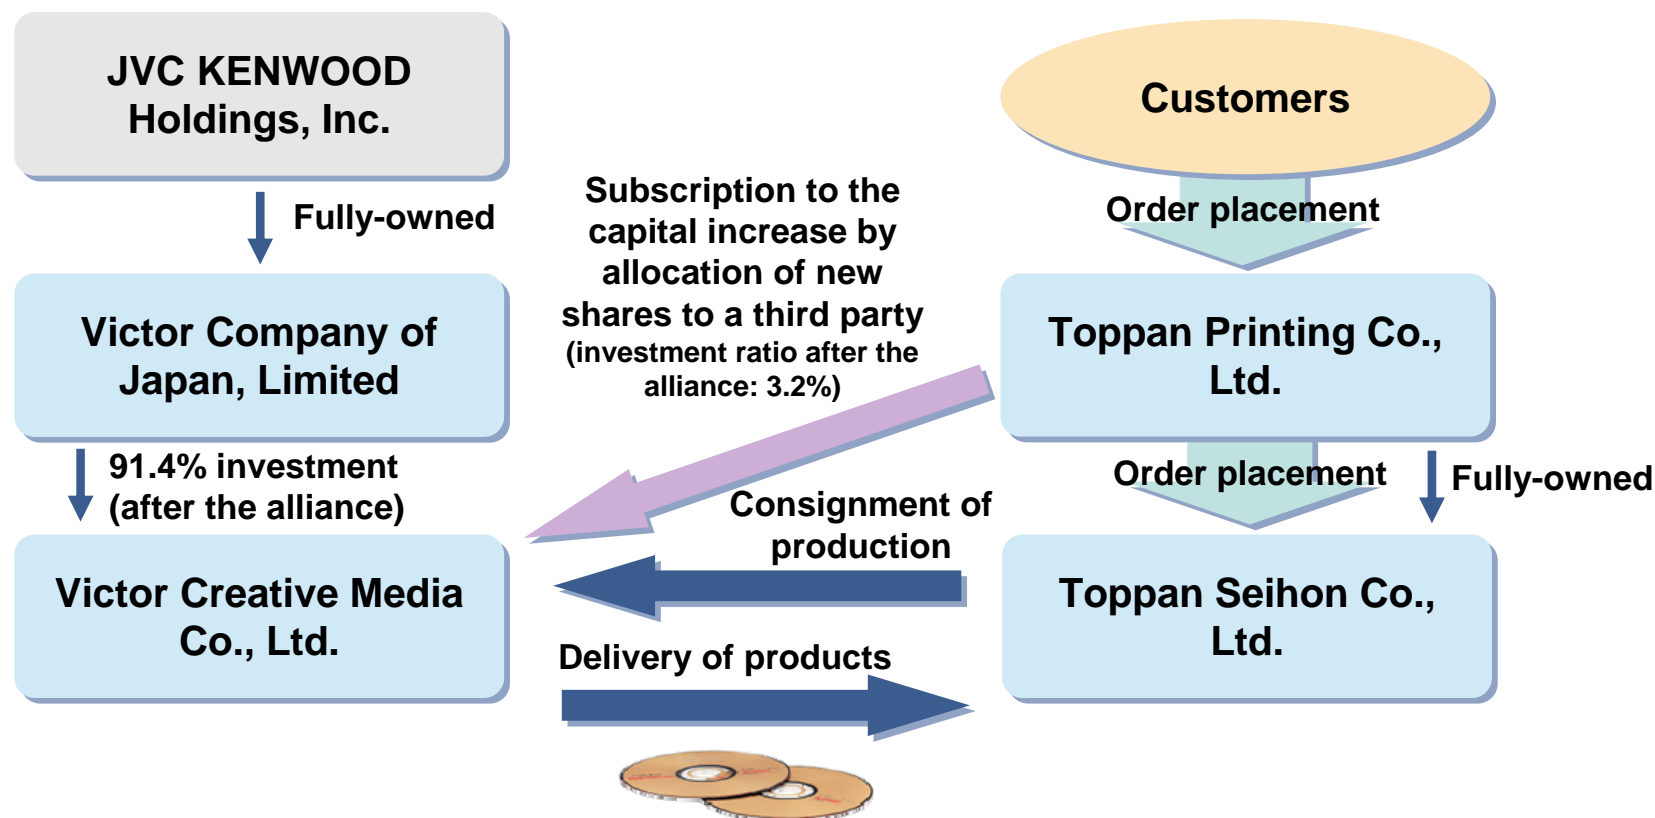 JVC KENWOOD
Holdings, Inc.
Customers
Fully-owned
Subscription to the
capital increase by
allocation of new
shares to a third party
(investment ratio after the
alliance: 3.2%)
Order placement
Victor Company of
Japan, Limited
Toppan Printing Co.,
Ltd.
91.4% investment
(after the alliance)
Order placement
Fully-owned
Consignment of
production
Victor Creative Media
Co., Ltd.
Toppan Seihon Co.,
Ltd.
Delivery of products